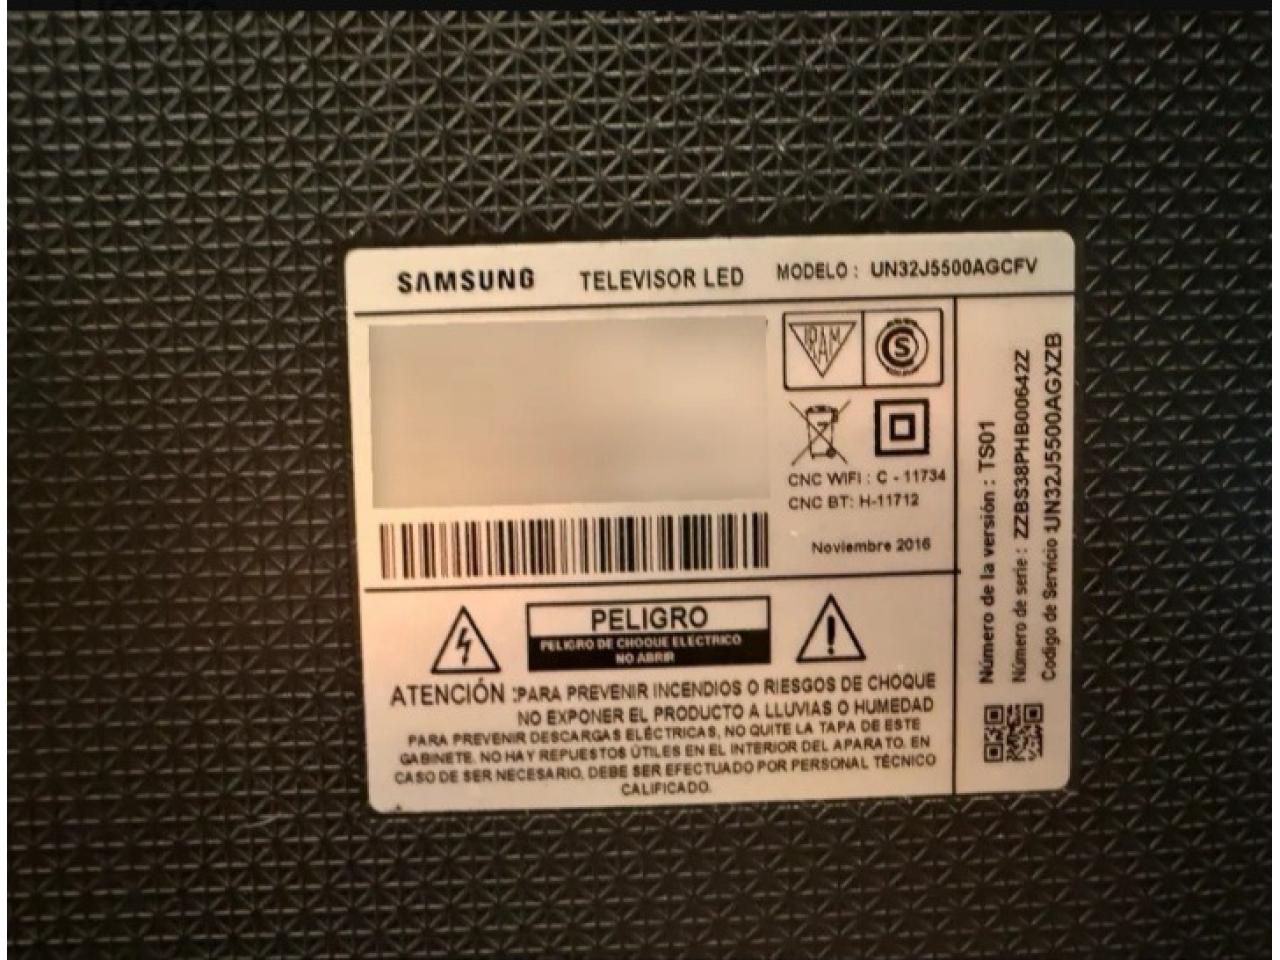 SAMSUNG TELEVISOR LED MODELO : UN32J5500AGCFV
IRAM
S
CNC WIFI : C - 11734
CNC BT: H-11712
Noviembre 2016
PELIGRO
PELIGRO DE CHOQUE ELECTRICO
NO ABRIR
ATENCIÓN :PARA PREVENIR INCENDIOS O RIESGOS DE CHOQUE
NO EXPONER EL PRODUCTO A LLUVIAS O HUMEDAD
PARA PREVENIR DESCARGAS ELÉCTRICAS, NO QUITE LA TAPA DE ESTE
GABINETE. NO HAY REPUESTOS ÚTILES EN EL INTERIOR DEL APARATO. EN
CASO DE SER NECESARIO, DEBE SER EFECTUADO POR PERSONAL TÉCNICO
CALIFICADO.
Número de la versión : TS01
Número de serie : ZZBS38PHB00642Z
Codigo de Servicio :UN32J5500AGXZB